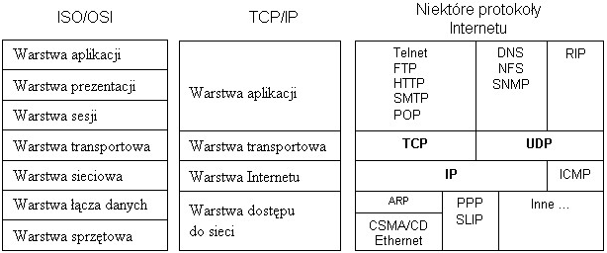 ISO/OSI
Warstwa aplikacji
Warstwa prezentacji
Warstwa sesji
Warstwa transportowa
Warstwa sieciowa
Warstwa łącza danych
Warstwa sprzętowa
TCP/IP
Warstwa aplikacji
Warstwa transportowa
Warstwa Internetu
Warstwa dostępu
do sieci
Niektóre protokoły
Internetu
Telnet
FTP
HTTP
SMTP
POP
DNS
NFS
SNMP
RIP
TCP
UDP
IP
ICMP
ARP
CSMA/CD
Ethernet
PPP
SLIP
Inne ...